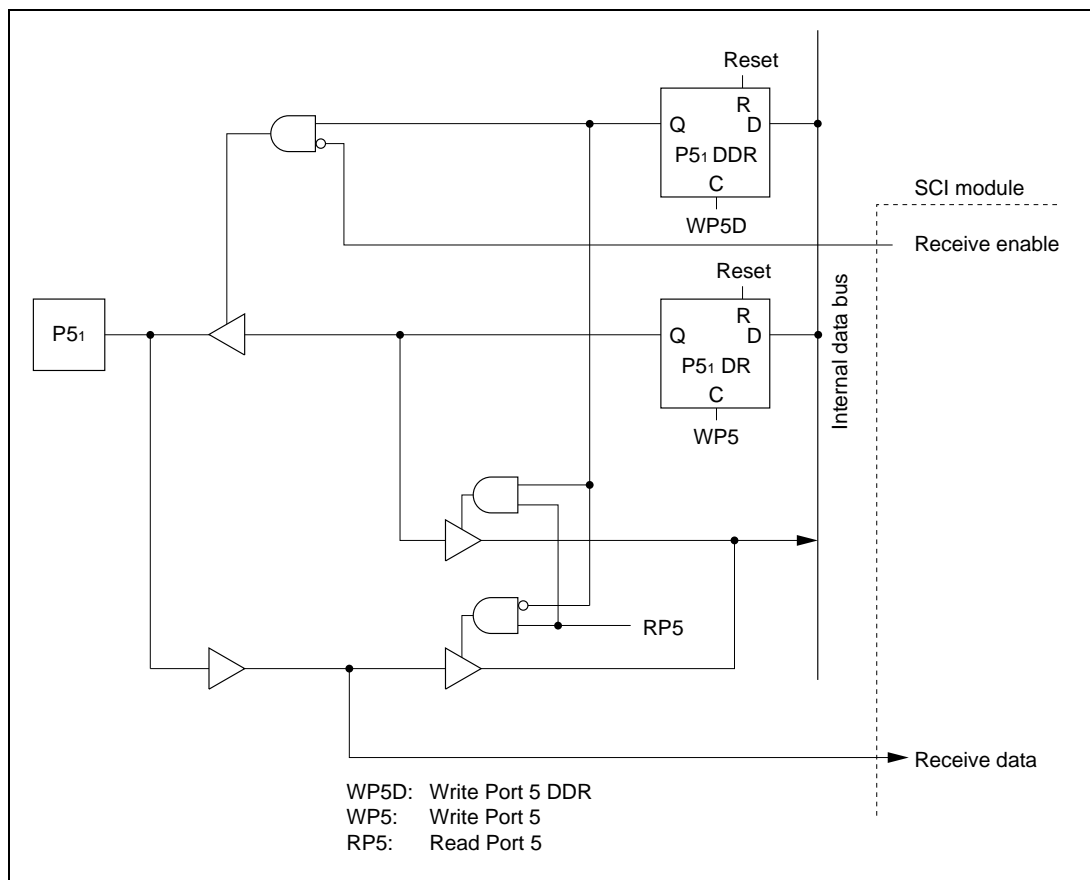 Reset
R
Q D
P5₁ DDR
C
WP5D
SCI module
Receive enable
Reset
R
Q D
P5₁ DR
C
WP5
Internal data bus
P5₁
RP5
Receive data
WP5D: Write Port 5 DDR
WP5: Write Port 5
RP5: Read Port 5